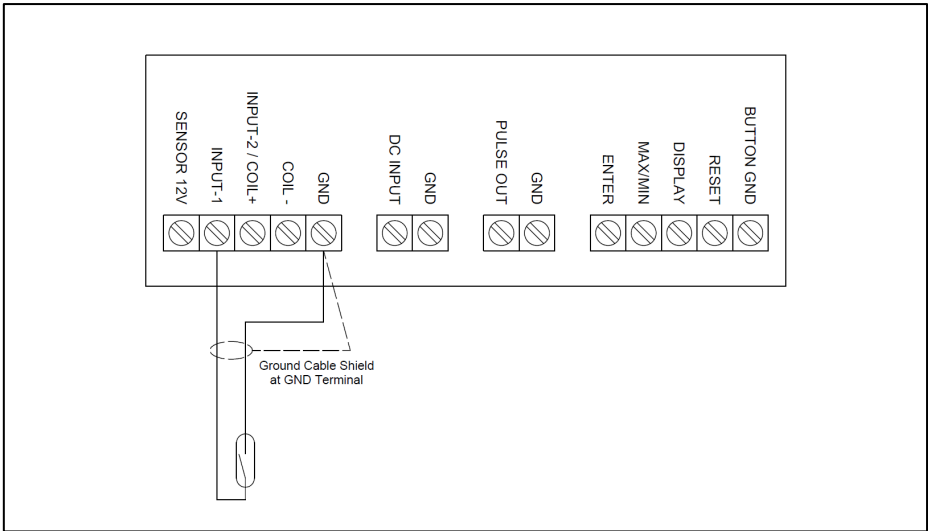 SENSOR 12V
INPUT-1
INPUT-2 / COIL+
COIL -
GND
DC INPUT
GND
PULSE OUT
GND
ENTER
MAX/MIN
DISPLAY
RESET
BUTTON GND
Ground Cable Shield
at GND Terminal